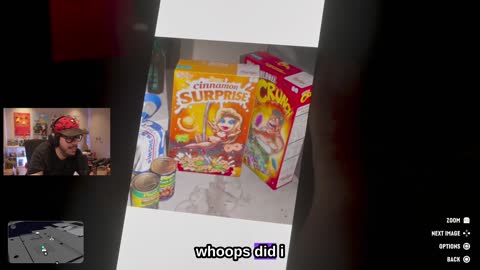 cinnamon
SURPRISE
CRUNCH
ZOOM
NEXT IMAGE
OPTIONS
BACK
whoops did i